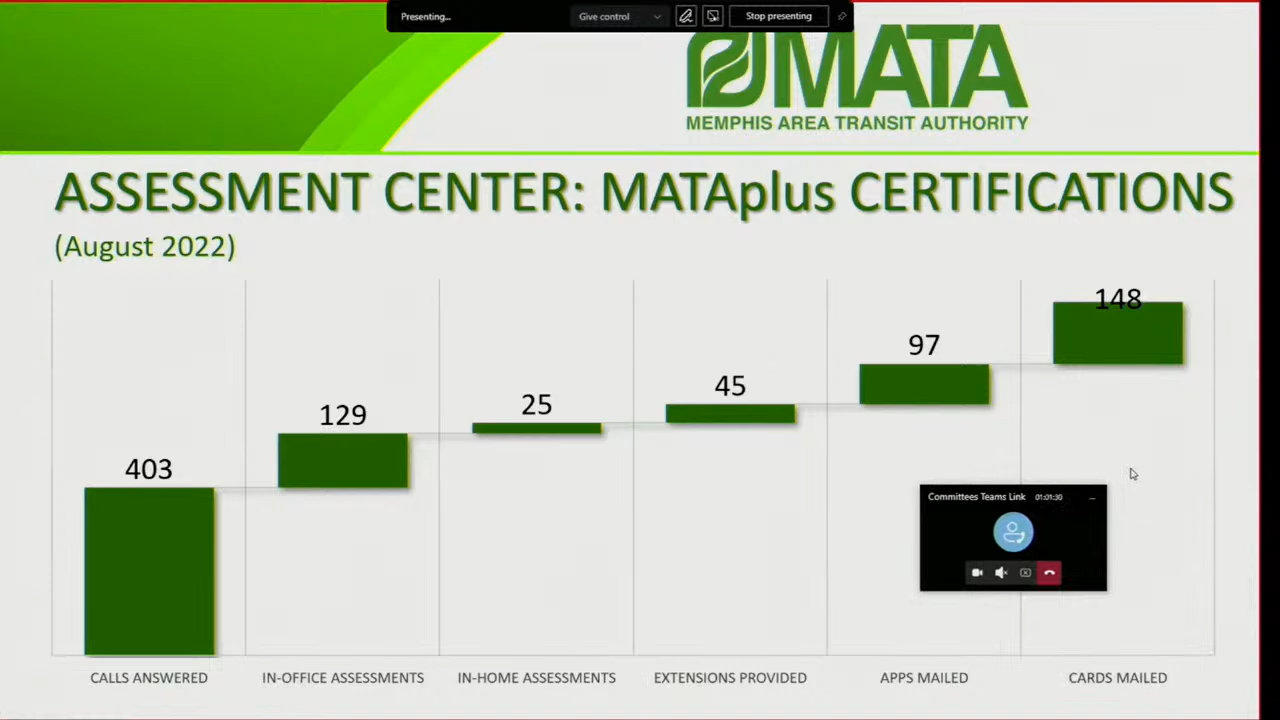 Presenting...
Give control
Stop presenting
MATA
MEMPHIS AREA TRANSIT AUTHORITY
ASSESSMENT CENTER: MATAplus CERTIFICATIONS
(August 2022)
403
129
25
45
97
148
Committees Teams Link 01:01:30
CALLS ANSWERED
IN-OFFICE ASSESSMENTS
IN-HOME ASSESSMENTS
EXTENSIONS PROVIDED
APPS MAILED
CARDS MAILED